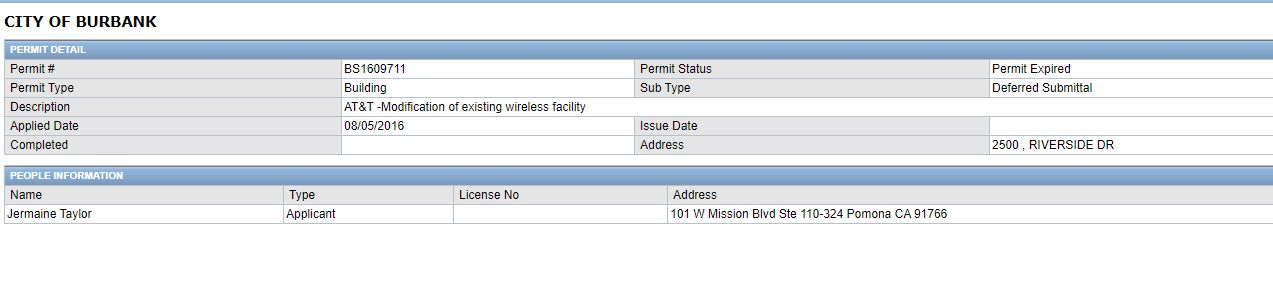 CITY OF BURBANK
PERMIT DETAIL
Permit # BS1609711 Permit Status Permit Expired
Permit Type Building Sub Type Deferred Submittal
Description AT&T -Modification of existing wireless facility
Applied Date 08/05/2016 Issue Date
Completed Address 2500 , RIVERSIDE DR
PEOPLE INFORMATION
Name Type License No Address
Jermaine Taylor Applicant 101 W Mission Blvd Ste 110-324 Pomona CA 91766